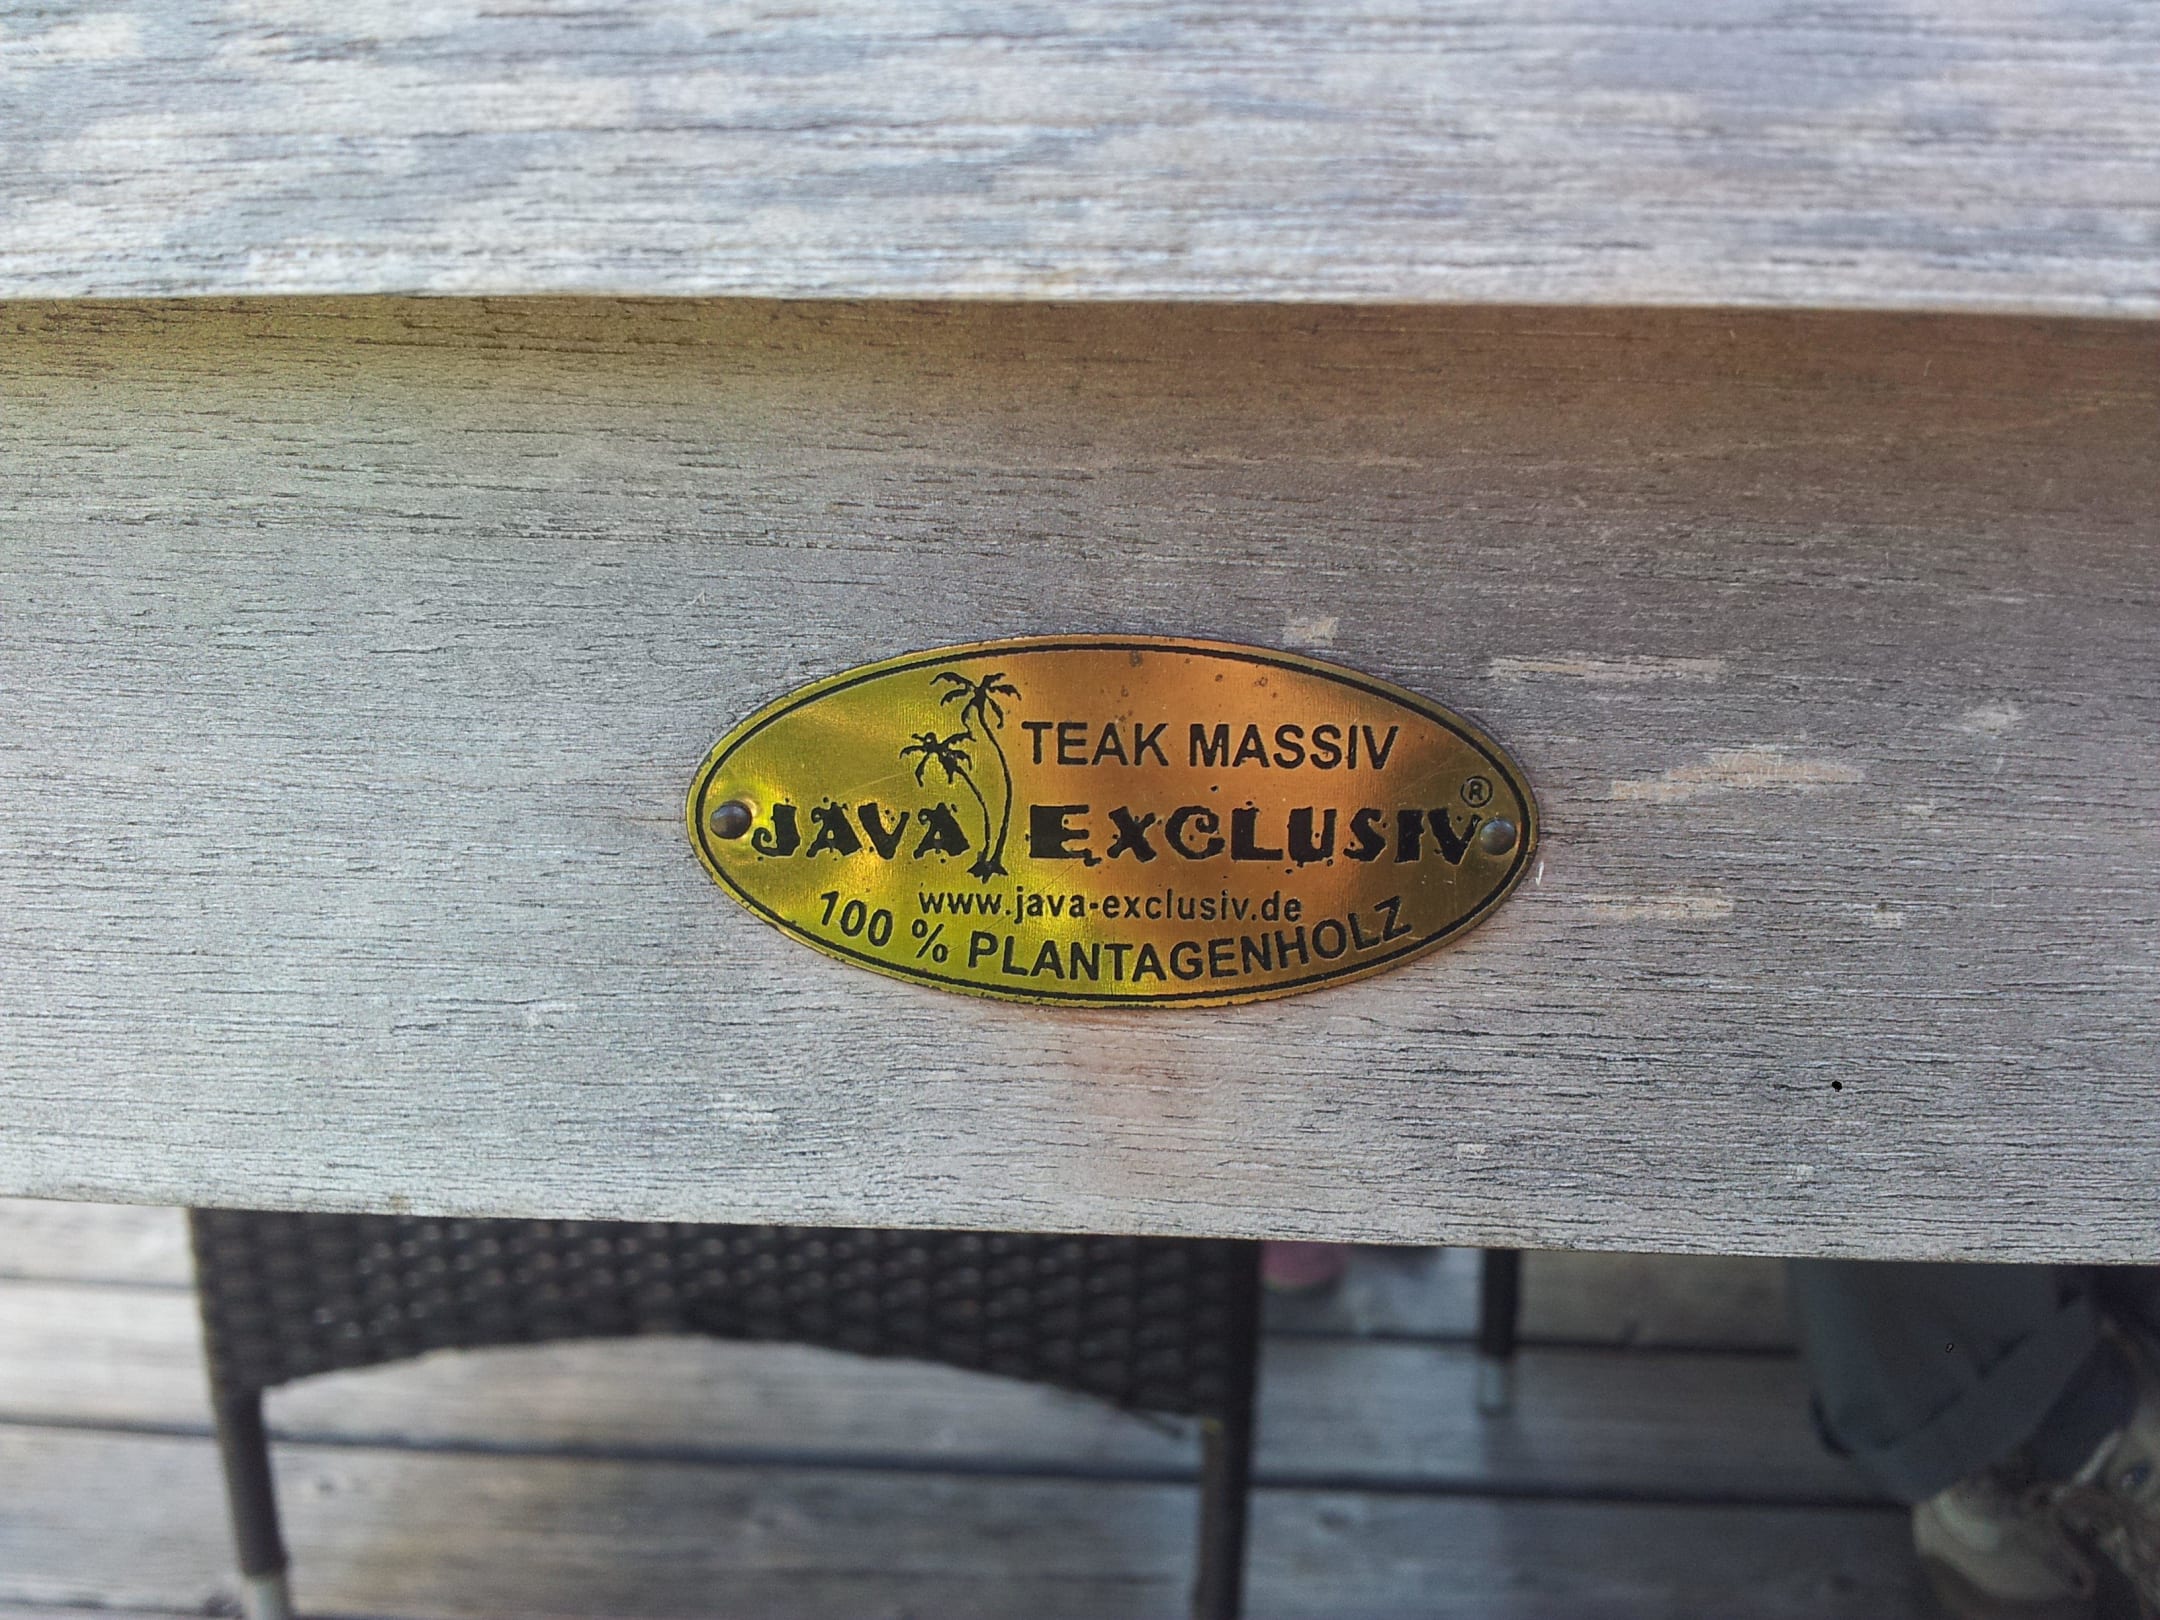 TEAK MASSIV
JAVA EXCLUSIV®
www.java-exclusiv.de
100 % PLANTAGENHOLZ